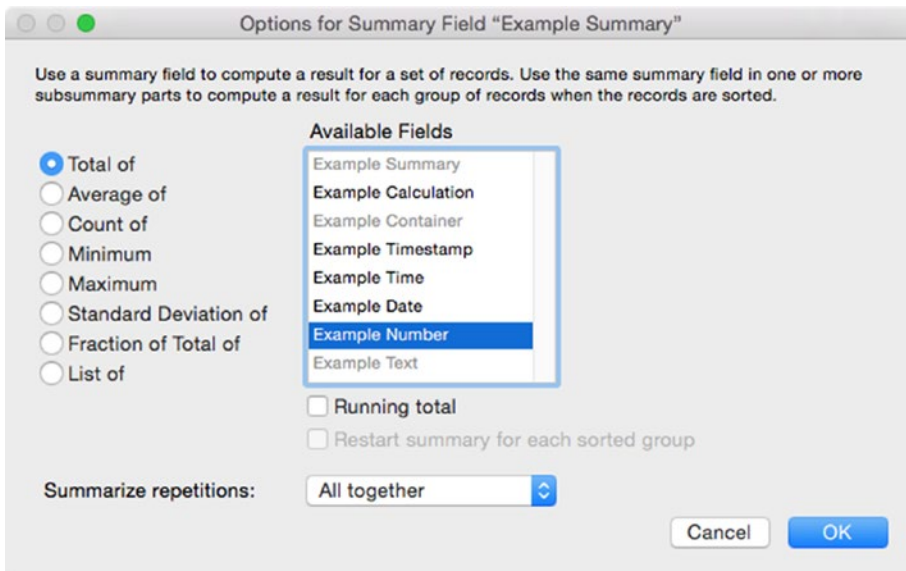 Options for Summary Field “Example Summary”
Use a summary field to compute a result for a set of records. Use the same summary field in one or more
subsummary parts to compute a result for each group of records when the records are sorted.
Available Fields
Total of
Average of
Count of
Minimum
Maximum
Standard Deviation of
Fraction of Total of
List of
Example Summary
Example Calculation
Example Container
Example Timestamp
Example Time
Example Date
Example Number
Example Text
Running total
Restart summary for each sorted group
Summarize repetitions: All together
Cancel OK